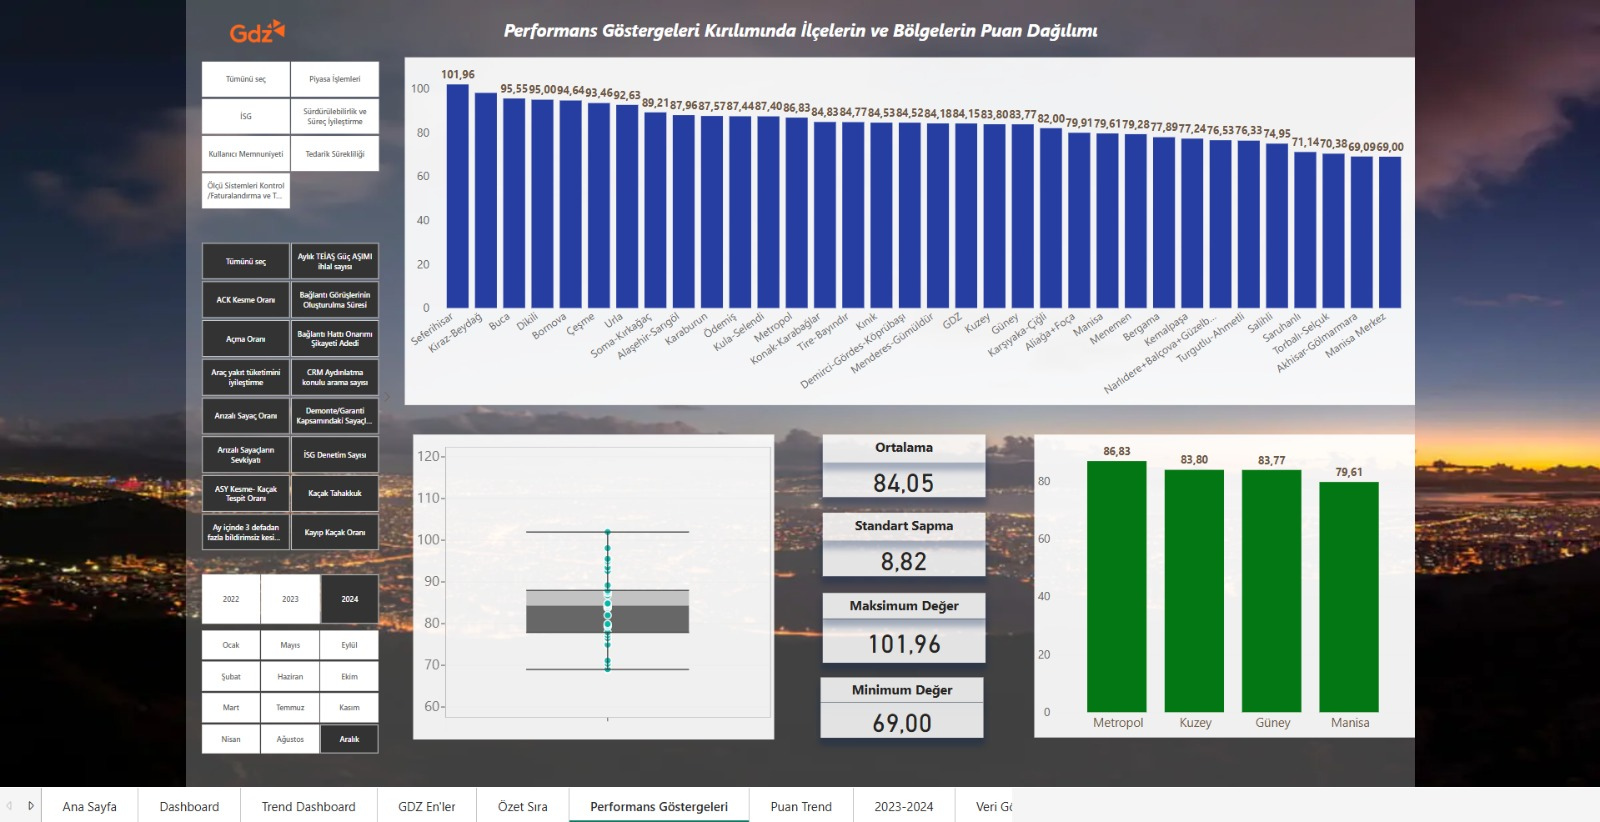 Gdz
Performans Göstergeleri Kırılımında İlçelerin ve Bölgelerin Puan Dağılımı
Tümünü seç
Piyasa İşlemleri
İSG
Sürdürülebilirlik ve
Süreç İyileştirme
Kullanıcı Memnuniyeti
Tedarik Sürekliliği
Ölçü Sistemleri Kontrol
/Faturalandırma ve T...
Tümünü seç
Aylık TEİAŞ Güç AŞIMI
ihlal sayısı
ACK Kesme Oranı
Bağlantı Görüşlerinin
Oluşturulma Süresi
Açma Oranı
Bağlantı Hattı Onarımı
Şikayeti Adedi
Araç yakıt tüketimini
iyileştirme
CRM Aydınlatma
konulu arama sayısı
Arızalı Sayaç Oranı
Demonte/Garanti
Kapsamındaki Sayaçl...
Arızalı Sayaçların
Sevkiyatı
İSG Denetim Sayısı
ASY Kesme- Kaçak
Tespit Oranı
Kaçak Tahakkuk
Ay içinde 3 defadan
fazla bildirimsiz kesi...
Kayıp Kaçak Oranı
2022 2023 2024
Ocak Mayıs Eylül
Şubat Haziran Ekim
Mart Temmuz Kasım
Nisan Ağustos Aralık
101,96 95,55 95,00 94,64 93,46 92,63 89,21 87,96 87,57 87,44 87,40 86,83 84,83 84,77 84,53 84,52 84,18 84,15 83,80 83,77 82,00 79,91 79,61 79,28 77,89 77,24 76,53 76,33 74,95 71,14 70,38 69,09 69,00
100
80
60
40
20
0
Seferihisar
Kiraz-Beydağ
Buca
Dikili
Bornova
Çeşme
Urla
Soma-Kırkağaç
Alaşehir-Sarıgöl
Karaburun
Ödemiş
Kula-Selendi
Metropol
Konak-Karabağlar
Tire-Bayındır
Kınık
Demirci-Gördes-Köprübaşı
Menderes-Gümüldür
GDZ
Kuzey
Güney
Karşıyaka-Çiğli
Aliağa+Foça
Manisa
Menemen
Bergama
Kemalpaşa
Narlıdere+Balçova+Güzelb...
Turgutlu-Ahmetli
Salihli
Saruhanlı
Torbalı-Selçuk
Akhisar-Gölmarmara
Manisa Merkez
120
110
100
90
80
70
60
Ortalama
84,05
Standart Sapma
8,82
Maksimum Değer
101,96
Minimum Değer
69,00
86,83 83,80 83,77 79,61
80
60
40
20
0
Metropol Kuzey Güney Manisa
Ana Sayfa Dashboard Trend Dashboard GDZ En'ler Özet Sıra Performans Göstergeleri Puan Trend 2023-2024 Veri Gö